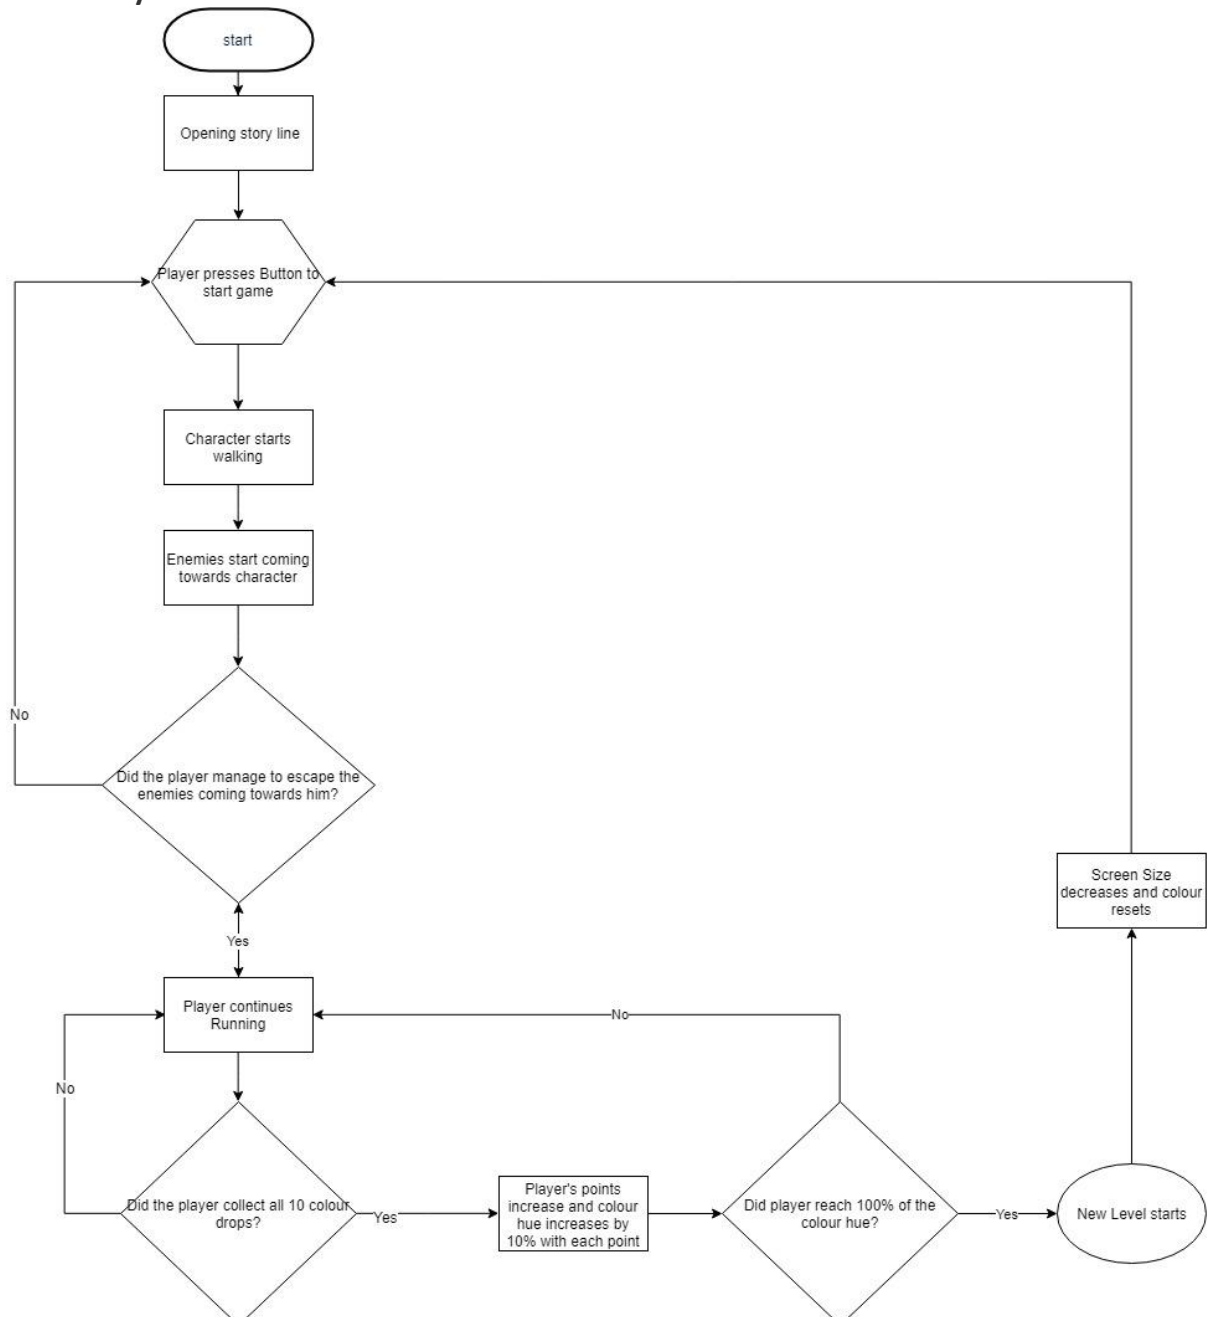 start
Opening story line
Player presses Button to
start game
Character starts
walking
Enemies start coming
towards character
No
Did the player manage to escape the
enemies coming towards him?
Screen Size
decreases and colour
resets
Yes
Player continues
Running
No
No
Did the player collect all 10 colour
drops?
Yes
Player's points
increase and colour
hue increases by
10% with each point
Did player reach 100% of the
colour hue?
Yes
New Level starts